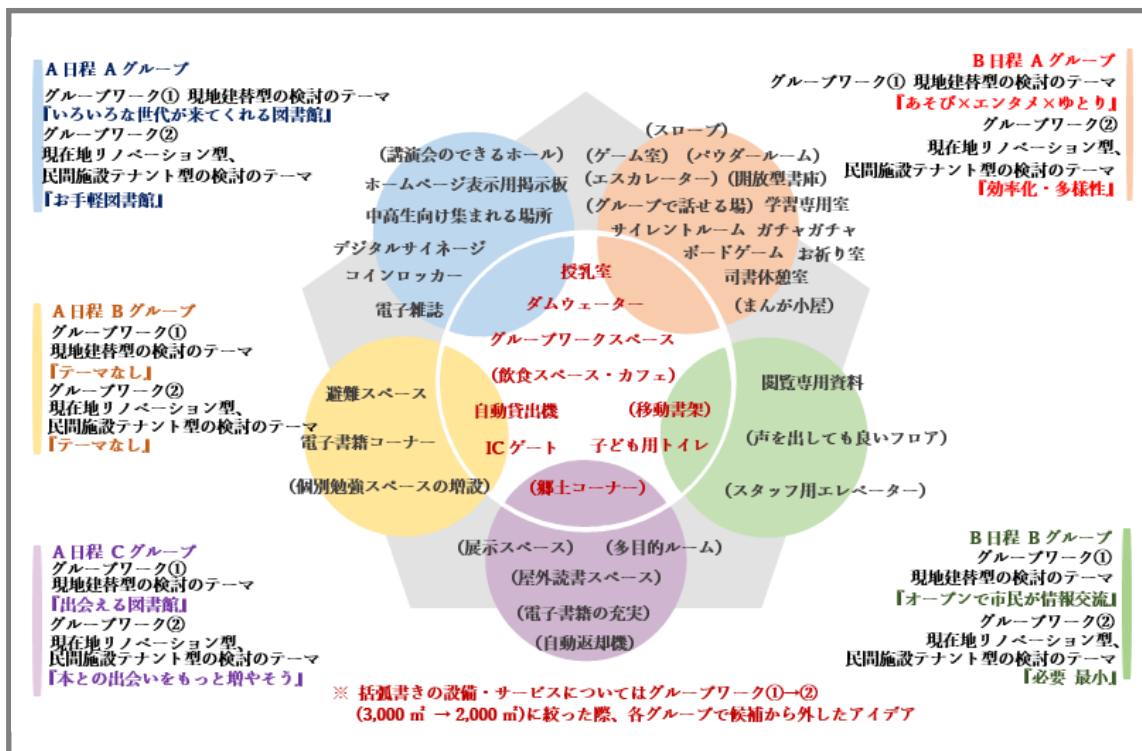 A日程 Aグループ
グループワーク① 現地建替型の検討のテーマ
『いろいろな世代が来てくれる図書館』
グループワーク②
現在地リノベーション型、
民間施設テナント型の検討のテーマ
『お手軽図書館』
B日程 Aグループ
グループワーク① 現地建替型の検討のテーマ
『あそび×エンタメ×ゆとり』
グループワーク②
現在地リノベーション型、
民間施設テナント型の検討のテーマ
『効率化・多様性』
(講演会のできるホール)
ホームページ表示用掲示板
中高生向け集まれる場所
デジタルサイネージ
コインロッカー
電子雑誌
(スロープ)
(ゲーム室) (パウダールーム)
(エスカレーター) (開放型書庫)
(グループで話せる場) 学習専用室
サイレントルーム ガチャガチャ
ボードゲーム お祈り室
司書休憩室
(まんが小屋)
授乳室
ダムウェーター
グループワークスペース
(飲食スペース・カフェ)
自動貸出機 (移動書架)
ICゲート 子ども用トイレ
(郷土コーナー)
A日程 Bグループ
グループワーク①
現地建替型の検討のテーマ
『テーマなし』
グループワーク②
現在地リノベーション型、
民間施設テナント型の検討のテーマ
『テーマなし』
避難スペース
電子書籍コーナー
(個別勉強スペースの増設)
閲覧専用資料
(声を出しても良いフロア)
(スタッフ用エレベーター)
A日程 Cグループ
グループワーク①
現地建替型の検討のテーマ
『出会える図書館』
グループワーク②
現在地リノベーション型、
民間施設テナント型の検討のテーマ
『本との出会いをもっと増やそう』
(展示スペース) (多目的ルーム)
(屋外読書スペース)
(電子書籍の充実)
(自動返却機)
B日程 Bグループ
グループワーク①
現地建替型の検討のテーマ
『オープンで市民が情報交流』
グループワーク②
現在地リノベーション型、
民間施設テナント型の検討のテーマ
『必要 最小』
※ 括弧書きの設備・サービスについてはグループワーク①→②
(3,000㎡ → 2,000㎡)に絞った際、各グループで候補から外したアイデア